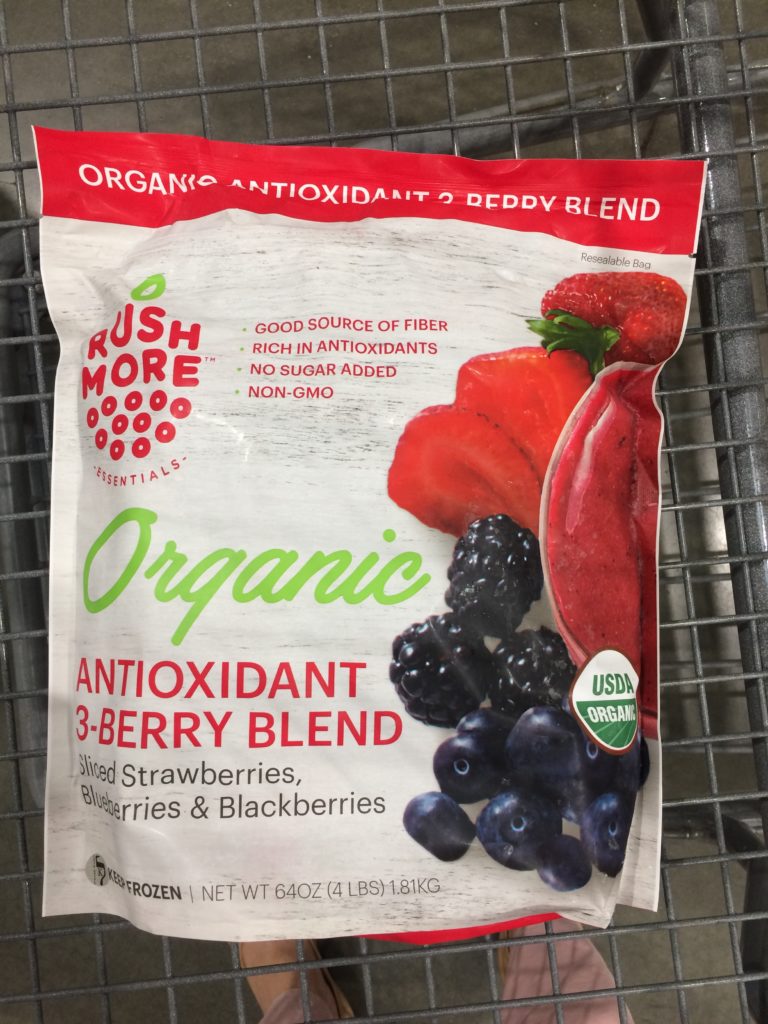 ORGANIC ANTIOXIDANT 3-BERRY BLEND
Resealable Bag
RUSH
MORE™
ESSENTIALS
• GOOD SOURCE OF FIBER
• RICH IN ANTIOXIDANTS
• NO SUGAR ADDED
• NON-GMO
Organic
ANTIOXIDANT
3-BERRY BLEND
Sliced Strawberries,
Blueberries & Blackberries
USDA
ORGANIC
KEEP FROZEN | NET WT 64OZ (4 LBS) 1.81KG